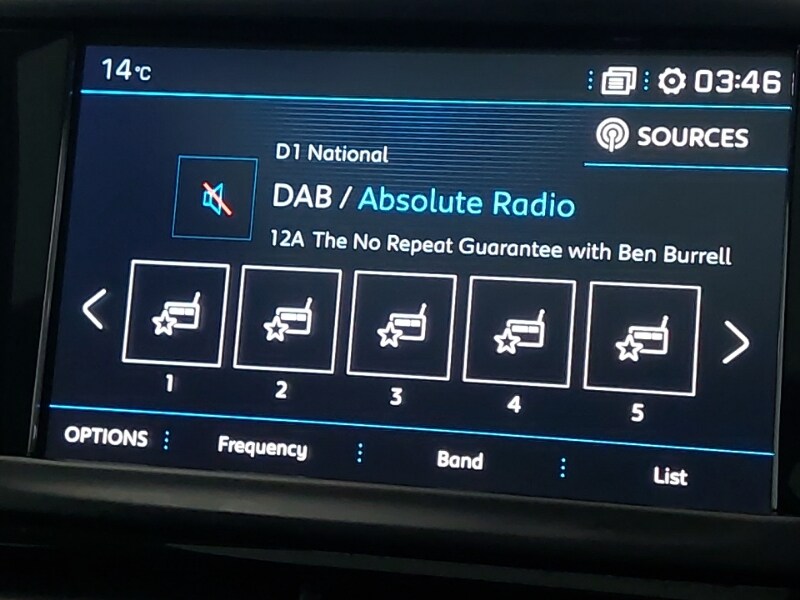 14°C
03:46
SOURCES
D1 National
DAB / Absolute Radio
12A The No Repeat Guarantee with Ben Burrell
1 2 3 4 5
OPTIONS Frequency Band List